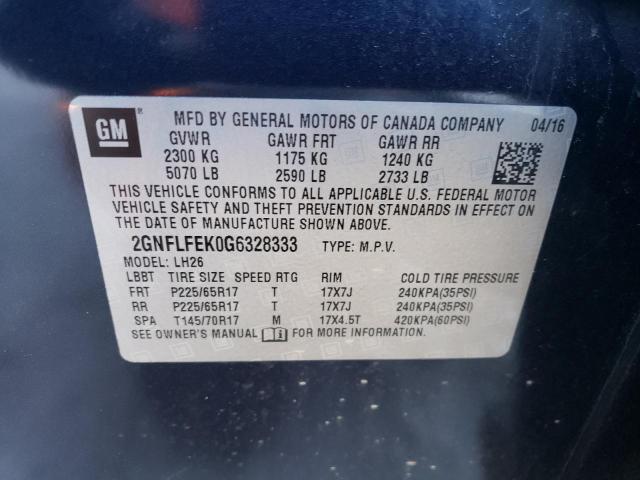 GM ®
MFD BY GENERAL MOTORS OF CANADA COMPANY 04/16
GVWR GAWR FRT GAWR RR
2300 KG 1175 KG 1240 KG
5070 LB 2590 LB 2733 LB
THIS VEHICLE CONFORMS TO ALL APPLICABLE U.S. FEDERAL MOTOR
VEHICLE SAFETY AND THEFT PREVENTION STANDARDS IN EFFECT ON
THE DATE OF MANUFACTURE SHOWN ABOVE.
2GNFLFEK0G6328333 TYPE: M.P.V.
MODEL: LH26
LBBT TIRE SIZE SPEED RTG RIM COLD TIRE PRESSURE
FRT P225/65R17 T 17X7J 240KPA(35PSI)
RR P225/65R17 T 17X7J 240KPA(35PSI)
SPA T145/70R17 M 17X4.5T 420KPA(60PSI)
SEE OWNER'S MANUAL FOR MORE INFORMATION.